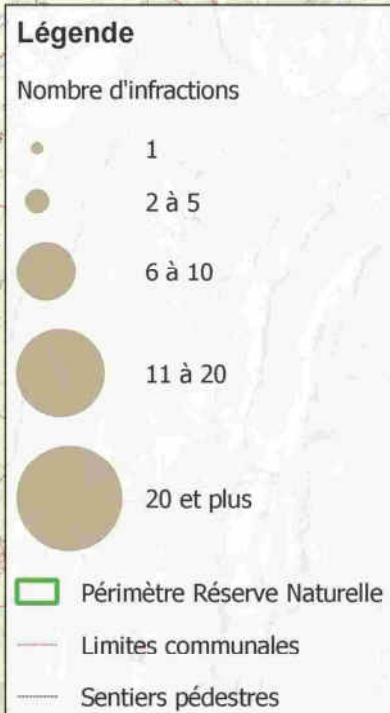 Légende
Nombre d'infractions
1
2 à 5
6 à 10
11 à 20
20 et plus
Périmètre Réserve Naturelle
Limites communales
Sentiers pédestres